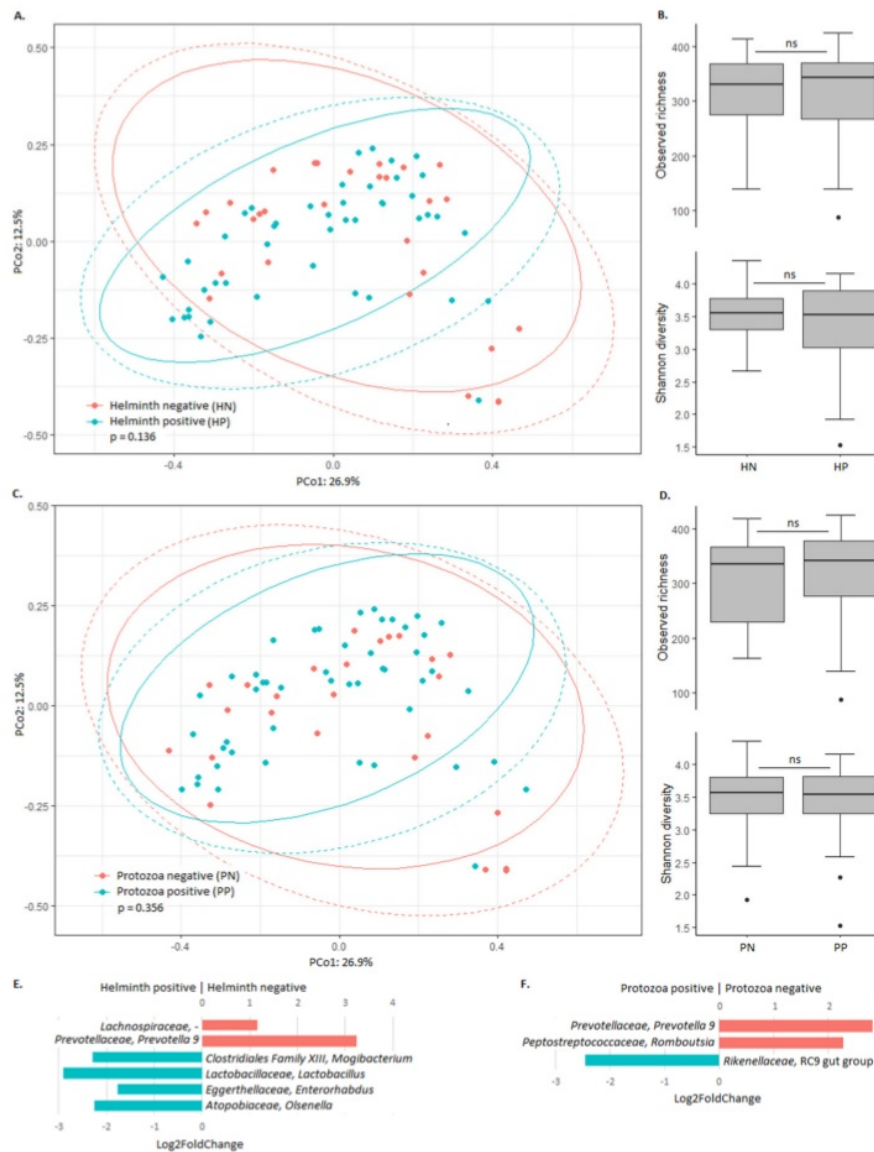 A.
0.50
0.25
0.00
-0.25
-0.50
PCo2: 12.5%
Helminth negative (HN)
Helminth positive (HP)
p = 0.136
-0.4
0.0
0.4
PCo1: 26.9%
B.
ns
400
300
200
100
Observed richness
ns
4.0
3.5
3.0
2.5
2.0
1.5
Shannon diversity
HN
HP
C.
0.50
0.25
0.00
-0.25
-0.50
PCo2: 12.5%
Protozoa negative (PN)
Protozoa positive (PP)
p = 0.356
-0.4
0.0
0.4
PCo1: 26.9%
D.
ns
400
300
200
100
Observed richness
ns
4.0
3.5
3.0
2.5
2.0
1.5
Shannon diversity
PN
PP
E.
Helminth positive | Helminth negative
0 1 2 3 4
Lachnospiraceae, -
Prevotellaceae, Prevotella 9
Clostridiales Family XIII, Mogibacterium
Lactobacillaceae, Lactobacillus
Eggerthellaceae, Enterorhabdus
Atopobiaceae, Olsenella
-3 -2 -1 0
Log2FoldChange
F.
Protozoa positive | Protozoa negative
0 1 2
Prevotellaceae, Prevotella 9
Peptostreptococcaceae, Romboutsia
Rikenellaceae, RC9 gut group
-3 -2 -1 0
Log2FoldChange